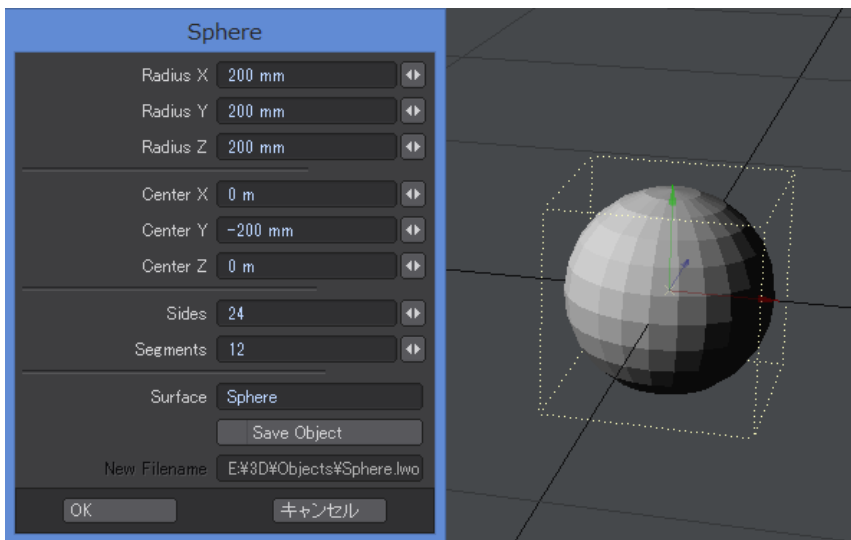 Sphere
Radius X 200 mm
Radius Y 200 mm
Radius Z 200 mm
Center X 0 m
Center Y -200 mm
Center Z 0 m
Sides 24
Segments 12
Surface Sphere
Save Object
New Filename E:¥3D¥Objects¥Sphere.lwo
OK キャンセル